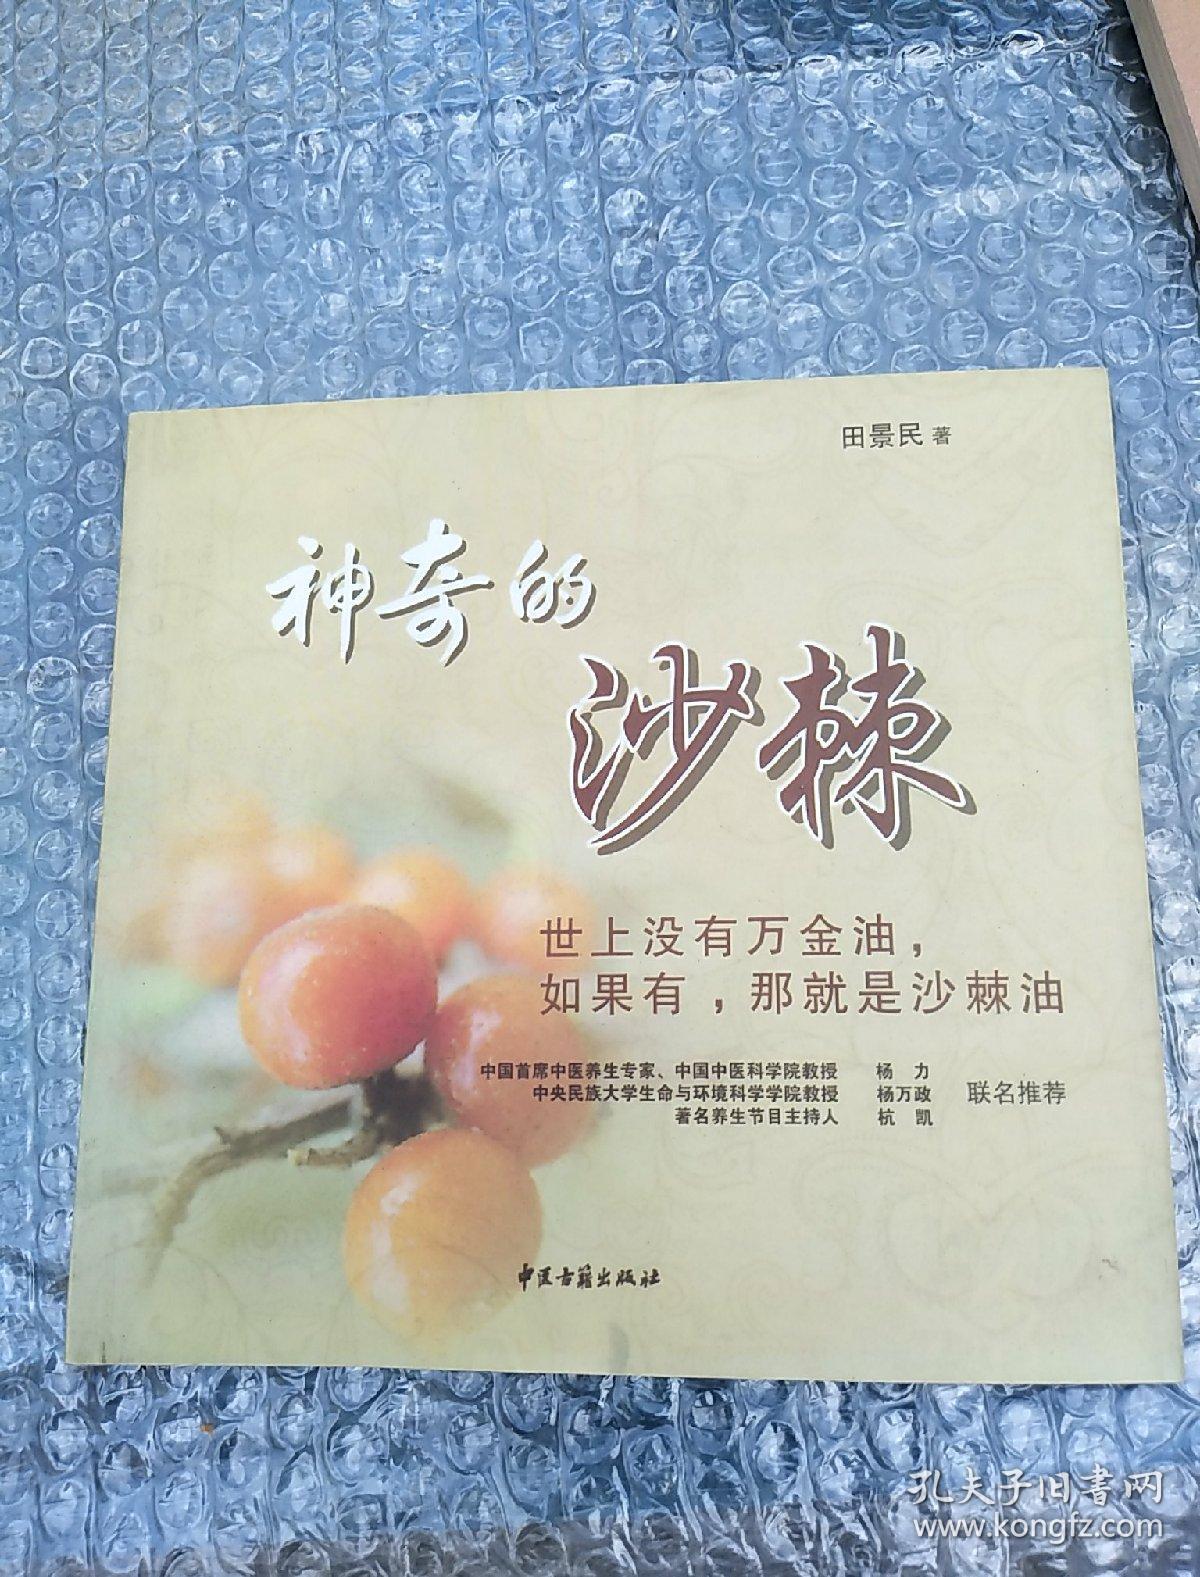 田景民 著
神奇的
沙棘
世上没有万金油，
如果有，那就是沙棘油
中国首席中医养生专家、中国中医科学院教授 杨 力
中央民族大学生命与环境科学学院教授 杨万政 联名推荐
著名养生节目主持人 杭 凯
中医古籍出版社
孔夫子旧書网
www.kongfz.com